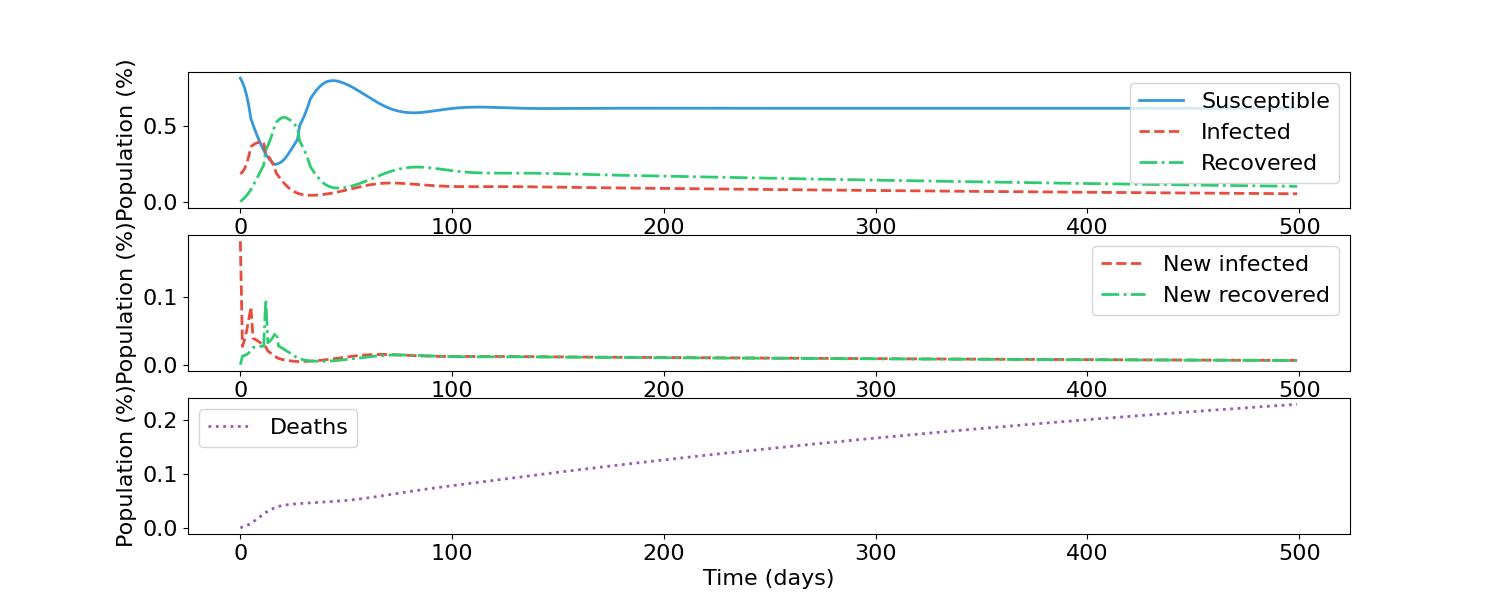 Population (%)
0.5
0.0
Susceptible
Infected
Recovered
0 100 200 300 400 500
Population (%)
0.1
0.0
New infected
New recovered
0 100 200 300 400 500
Population (%)
0.2
0.1
0.0
Deaths
0 100 200 300 400 500
Time (days)